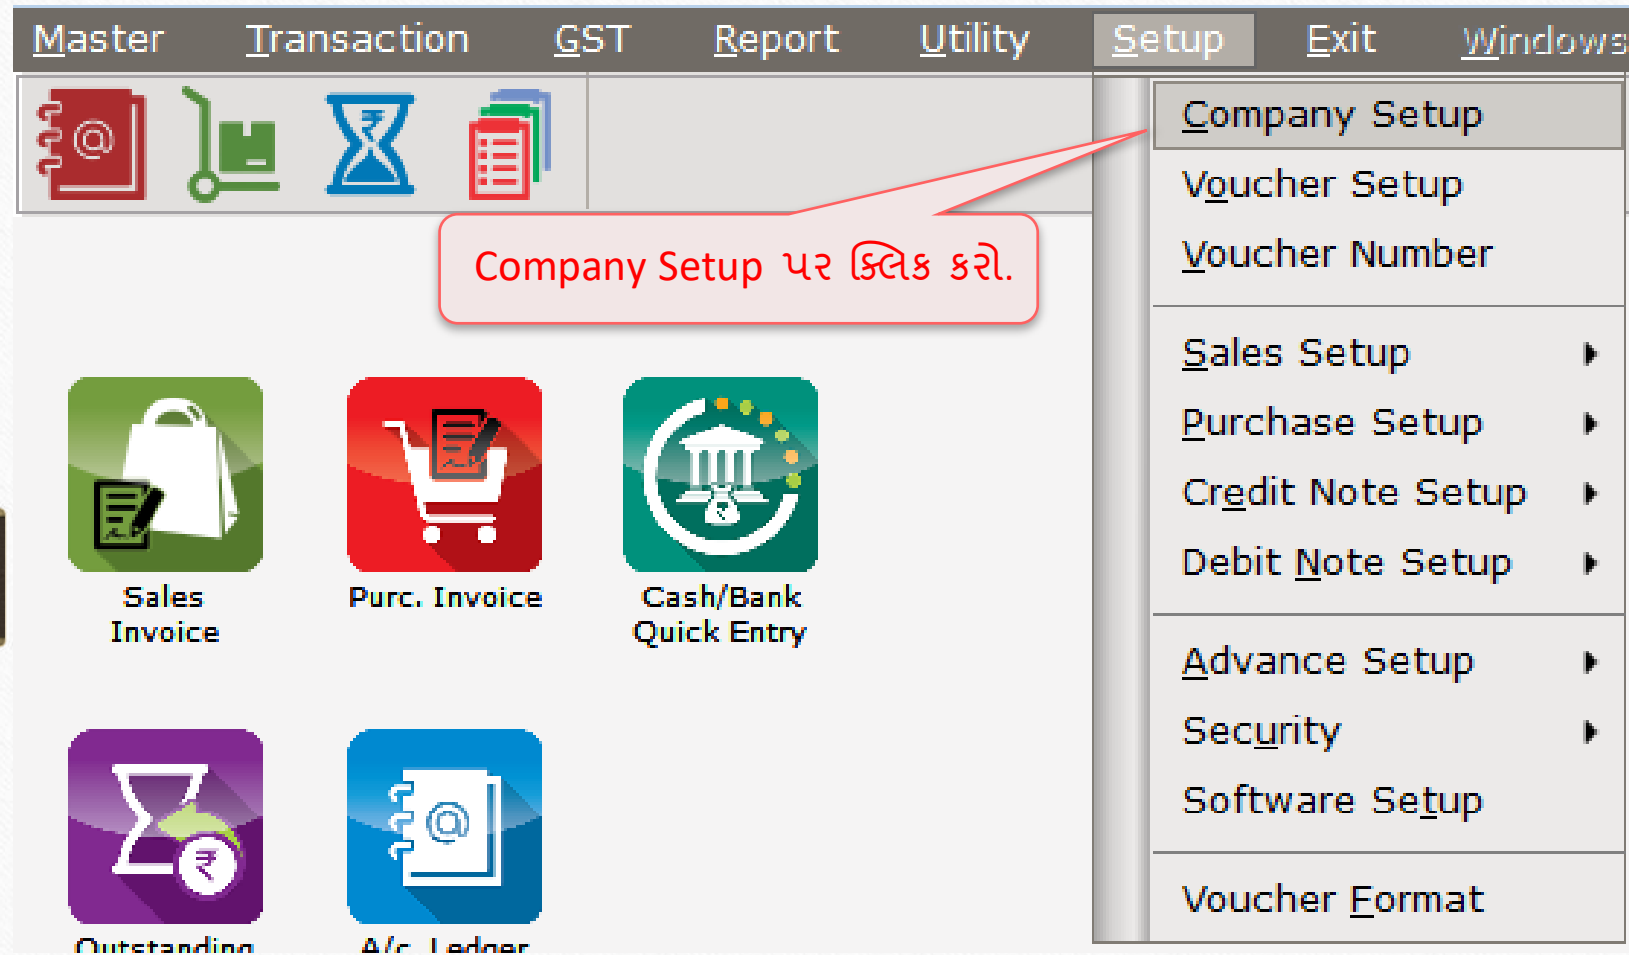 Master Transaction GST Report Utility Setup Exit Windows
Company Setup
Voucher Setup
Voucher Number
Company Setup પર ક્લિક કરો.
Sales Setup
Purchase Setup
Credit Note Setup
Debit Note Setup
Advance Setup
Security
Software Setup
Voucher Format
Sales
Invoice
Purc. Invoice
Cash/Bank
Quick Entry
Outstanding
A/c. Ledger